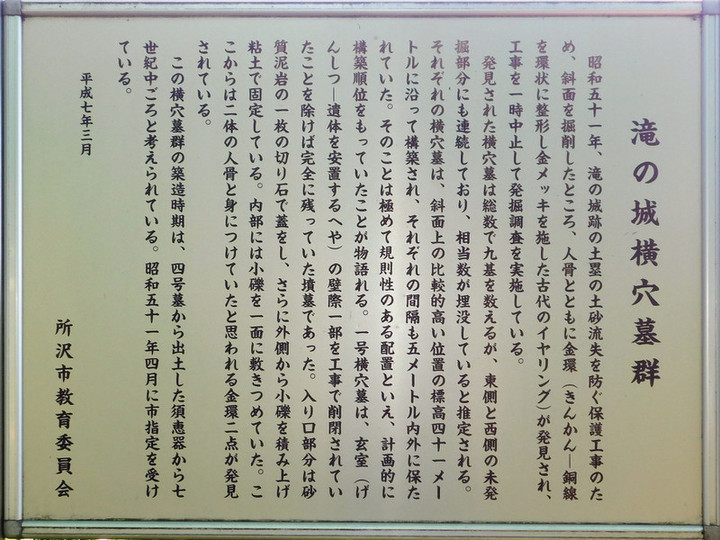 滝の城横穴墓群
昭和五十一年、滝の城跡の土塁の土砂流失を防ぐ保護工事のた
め、斜面を掘削したところ、人骨とともに金環（きんかん―銅線
を環状に整形し金メッキを施した古代のイヤリング）が発見され、
工事を一時中止して発掘調査を実施している。
発見された横穴墓は総数で九基を数えるが、東側と西側の未発
掘部分にも連続しており、相当数が埋没していると推定される。
それぞれの横穴墓は、斜面上の比較的高い位置の標高四十一メー
トルに沿って構築され、それぞれの間隔も五メートル内外に保た
れていた。そのことは極めて規則性のある配置といえ、計画的に
構築順位をもっていたことが物語れる。一号横穴墓は、玄室（げ
んしつ―遺体を安置するへや）の壁際一部を工事で削閉されてい
たことを除けば完全に残っていた墳墓であった。入り口部分は砂
質泥岩の一枚の切り石で蓋をし、さらに外側から小礫を積み上げ
粘土で固定している。内部には小礫を一面に敷きつめていた。こ
こからは二体の人骨と身につけていたと思われる金環二点が発見
されている。
この横穴墓群の築造時期は、四号墓から出土した須恵器から七
世紀中ごろと考えられている。昭和五十一年四月に市指定を受け
ている。
平成七年三月
所沢市教育委員会